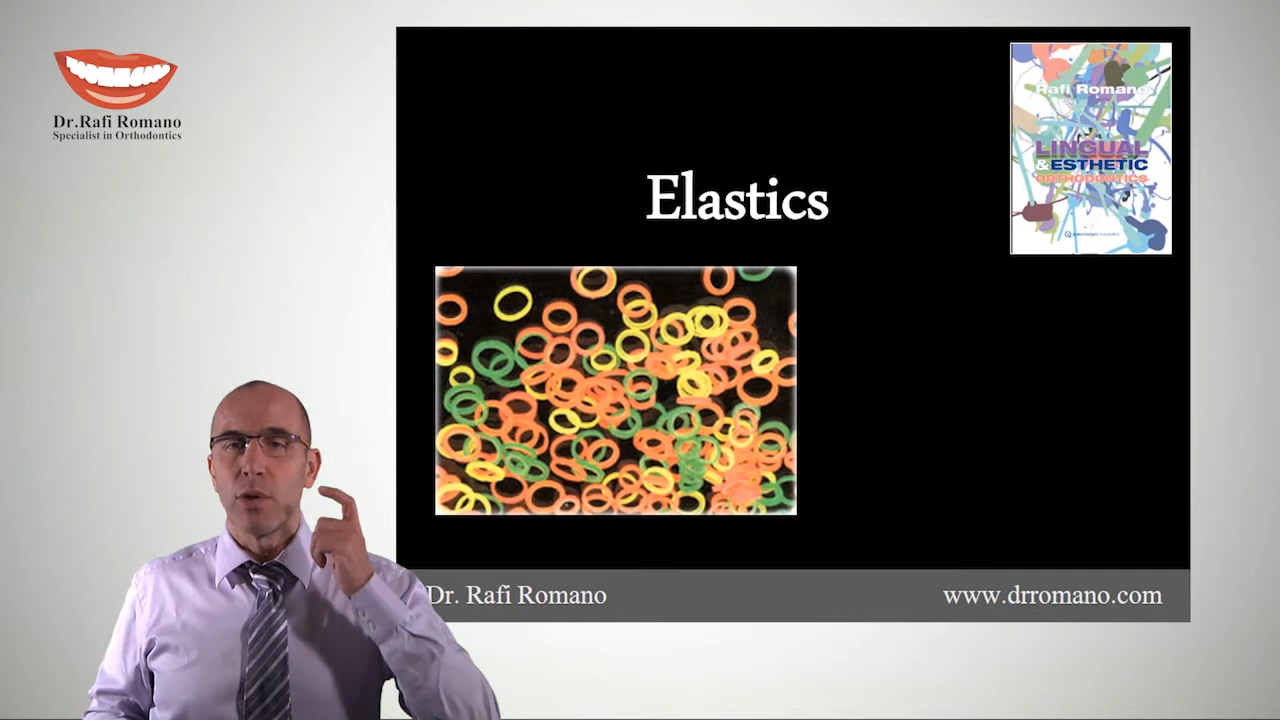 Dr.Rafi Romano
Specialist in Orthodontics
Rafi Romano
LINGUAL
& ESTHETIC
ORTHODONTICS
Elastics
Dr. Rafi Romano
www.drromano.com